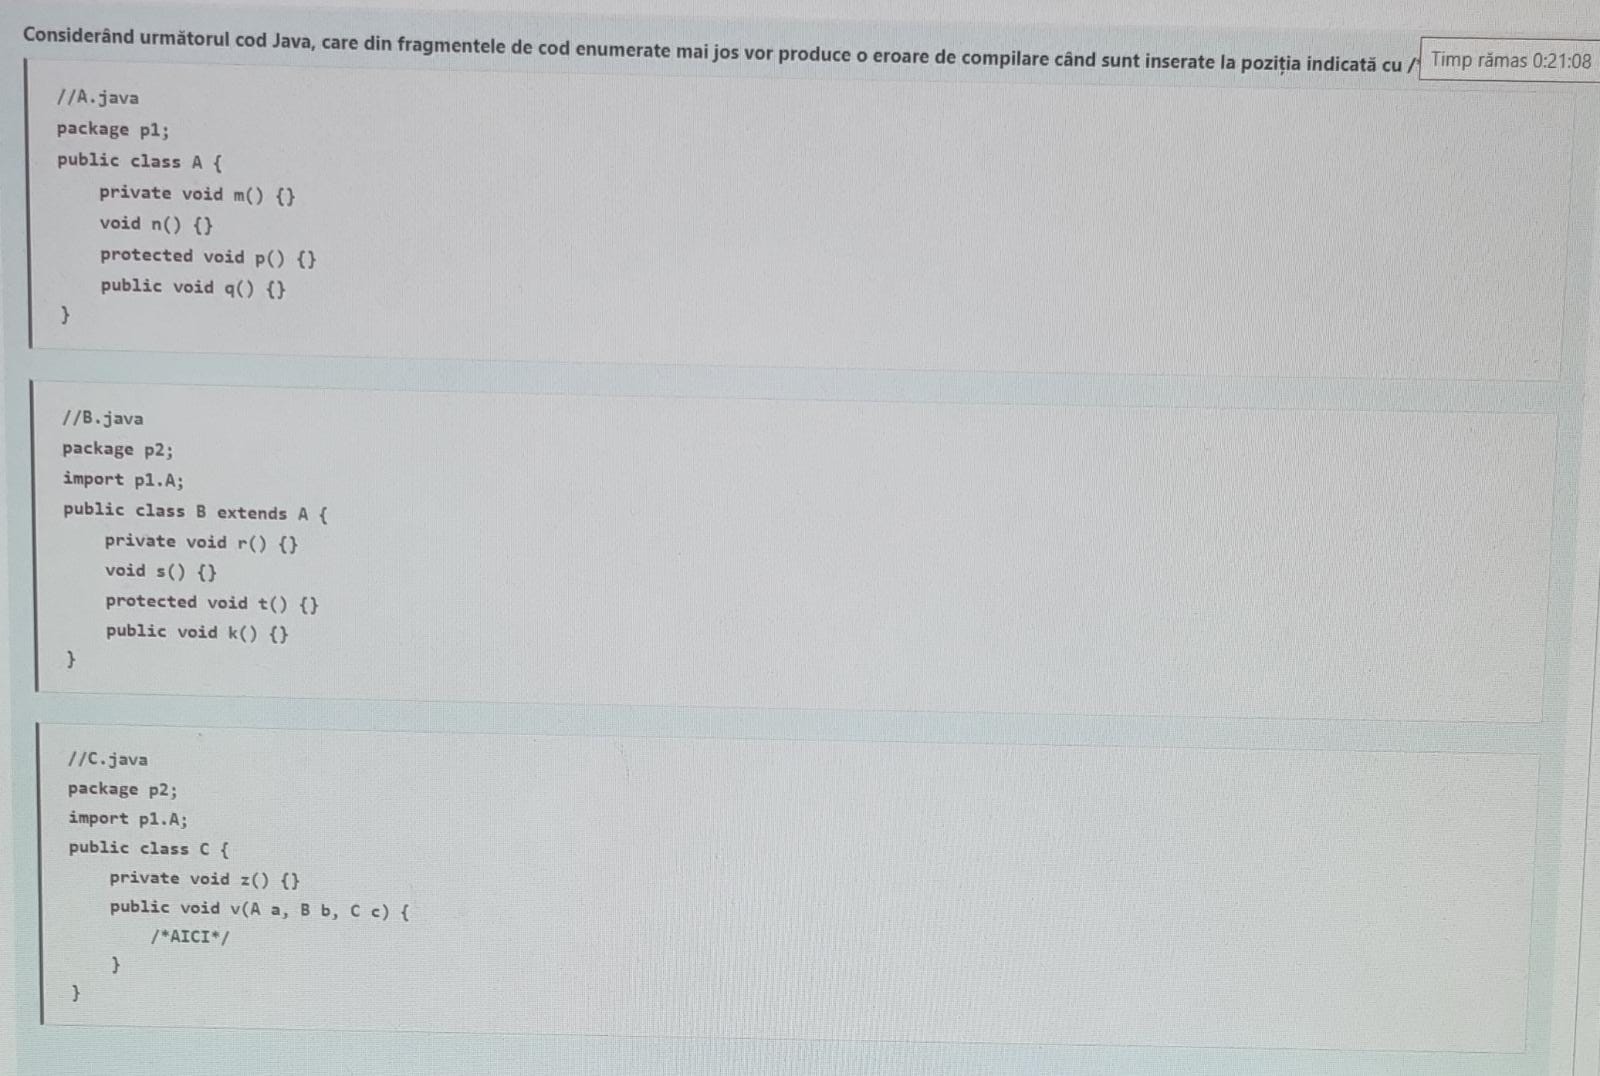 Considerând următorul cod Java, care din fragmentele de cod enumerate mai jos vor produce o eroare de compilare când sunt inserate la poziția indicată cu /
Timp rămas 0:21:08
//A.java
package p1;
public class A {
    private void m() {}
    void n() {}
    protected void p() {}
    public void q() {}
}
//B.java
package p2;
import p1.A;
public class B extends A {
    private void r() {}
    void s() {}
    protected void t() {}
    public void k() {}
}
//C.java
package p2;
import p1.A;
public class C {
    private void z() {}
    public void v(A a, B b, C c) {
        /*AICI*/
    }
}